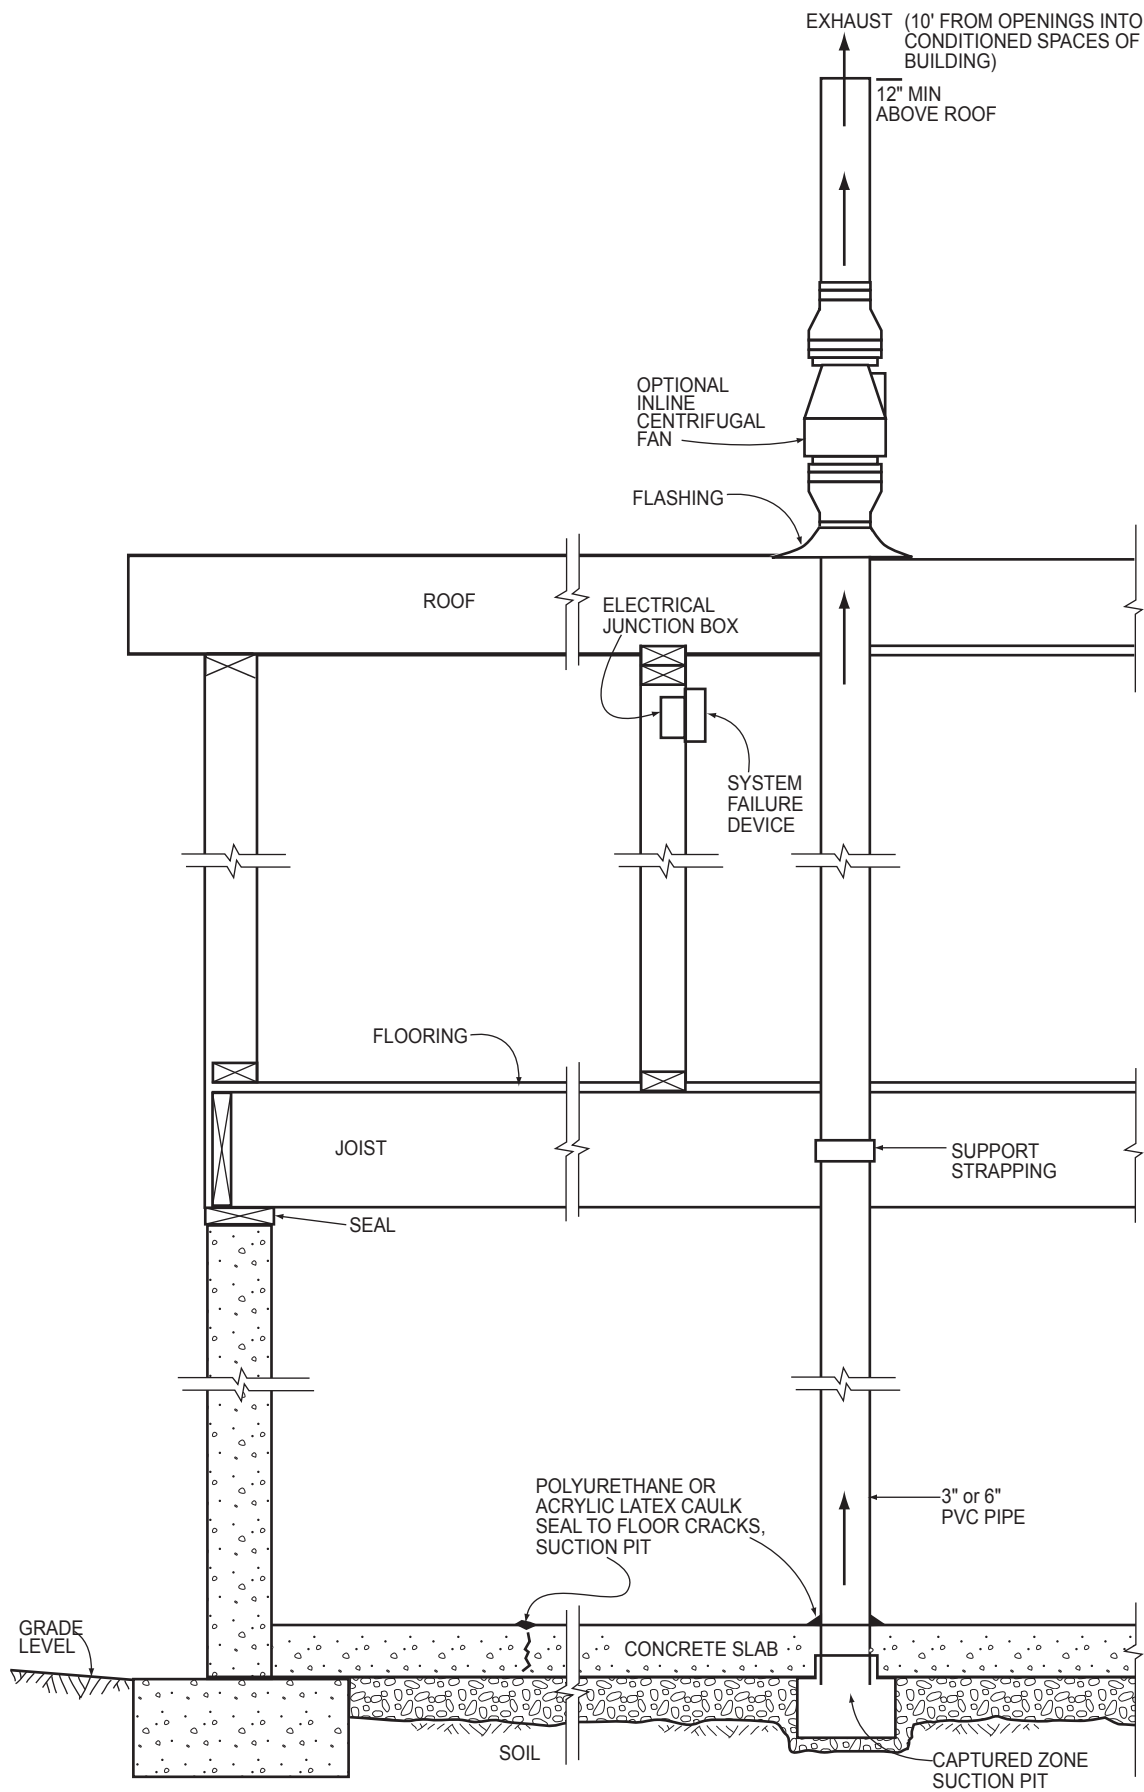 EXHAUST (10' FROM OPENINGS INTO
CONDITIONED SPACES OF
BUILDING)
12" MIN
ABOVE ROOF
OPTIONAL
INLINE
CENTRIFUGAL
FAN
FLASHING
ROOF
ELECTRICAL
JUNCTION BOX
SYSTEM
FAILURE
DEVICE
FLOORING
JOIST
SUPPORT
STRAPPING
SEAL
POLYURETHANE OR
ACRYLIC LATEX CAULK
SEAL TO FLOOR CRACKS,
SUCTION PIT
3" or 6"
PVC PIPE
GRADE
LEVEL
CONCRETE SLAB
SOIL
CAPTURED ZONE
SUCTION PIT